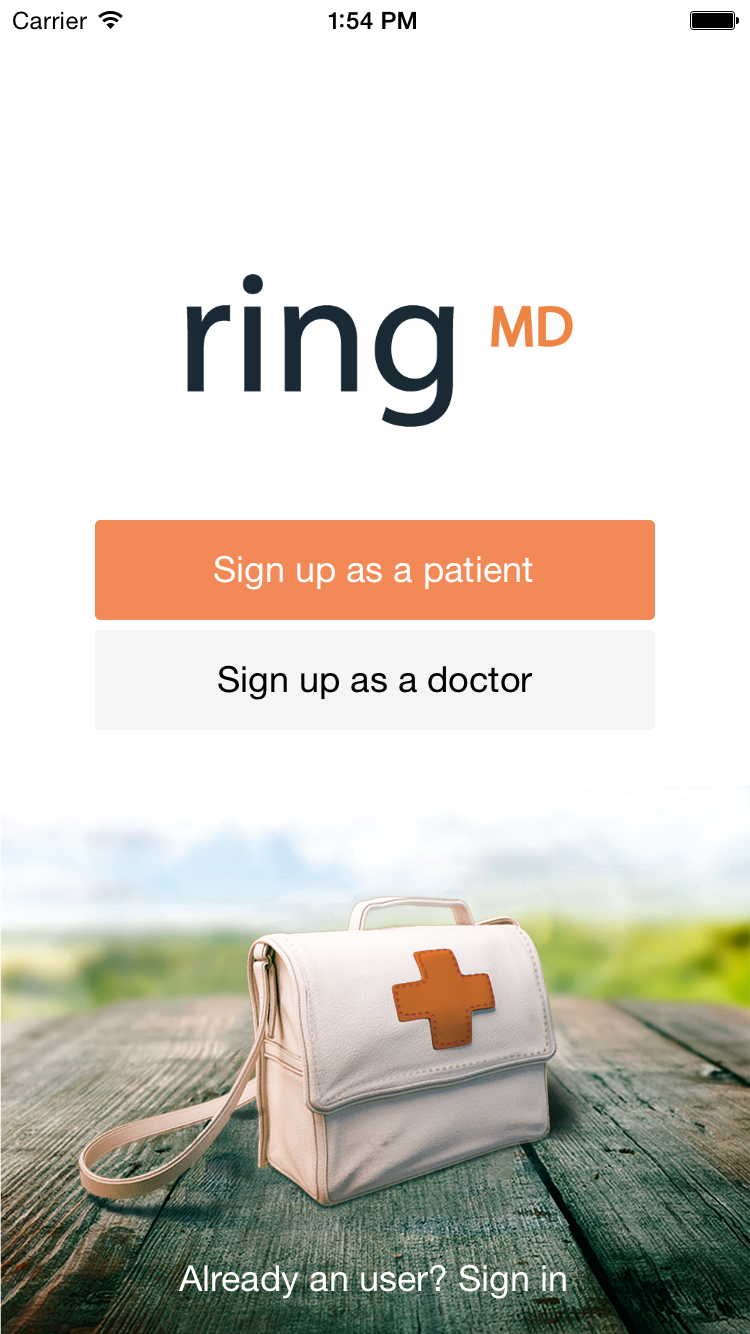 Carrier 1:54 PM
ring MD
Sign up as a patient
Sign up as a doctor
Already an user? Sign in